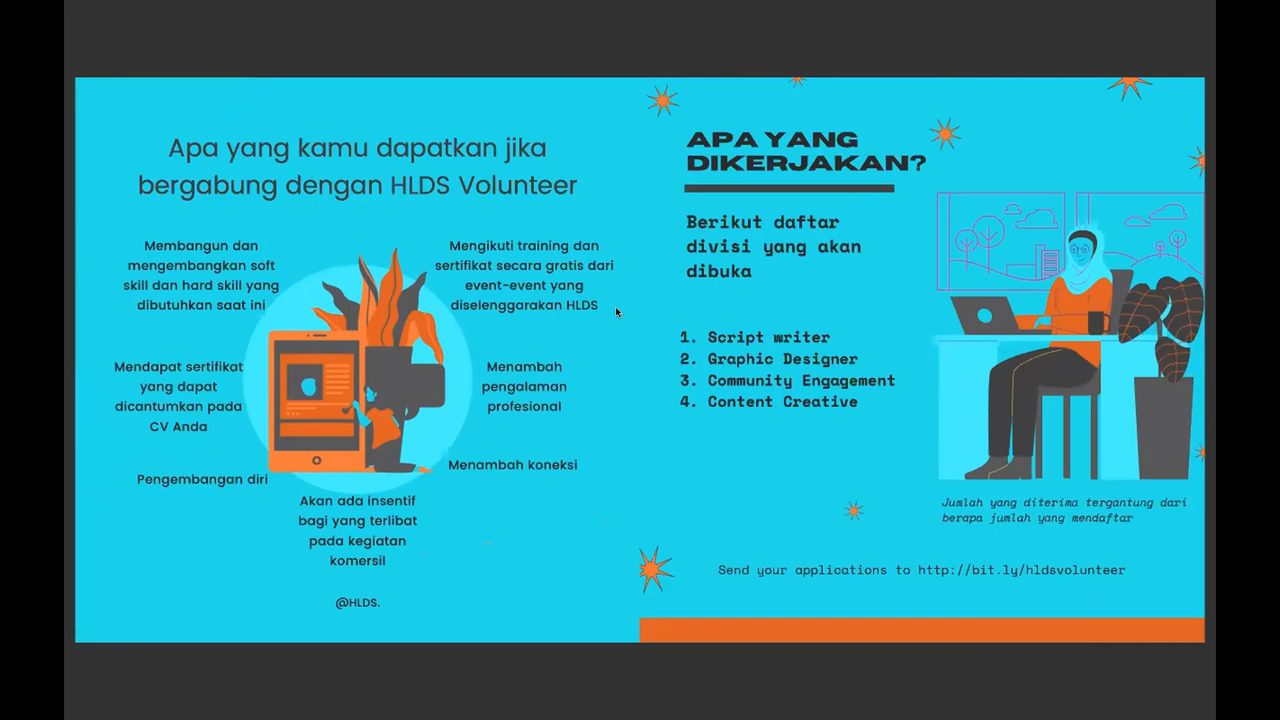 Apa yang kamu dapatkan jika
bergabung dengan HLDS Volunteer
Membangun dan
mengembangkan soft
skill dan hard skill yang
dibutuhkan saat ini
Mengikuti training dan
sertifikat secara gratis dari
event-event yang
diselenggarakan HLDS
Mendapat sertifikat
yang dapat
dicantumkan pada
CV Anda
Menambah
pengalaman
profesional
Pengembangan diri
Menambah koneksi
Akan ada insentif
bagi yang terlibat
pada kegiatan
komersil
@HLDS.
APA YANG
DIKERJAKAN?
Berikut daftar
divisi yang akan
dibuka
1. Script writer
2. Graphic Designer
3. Community Engagement
4. Content Creative
Jumlah yang diterima tergantung dari
berapa jumlah yang mendaftar
Send your applications to http://bit.ly/hldsvolunteer